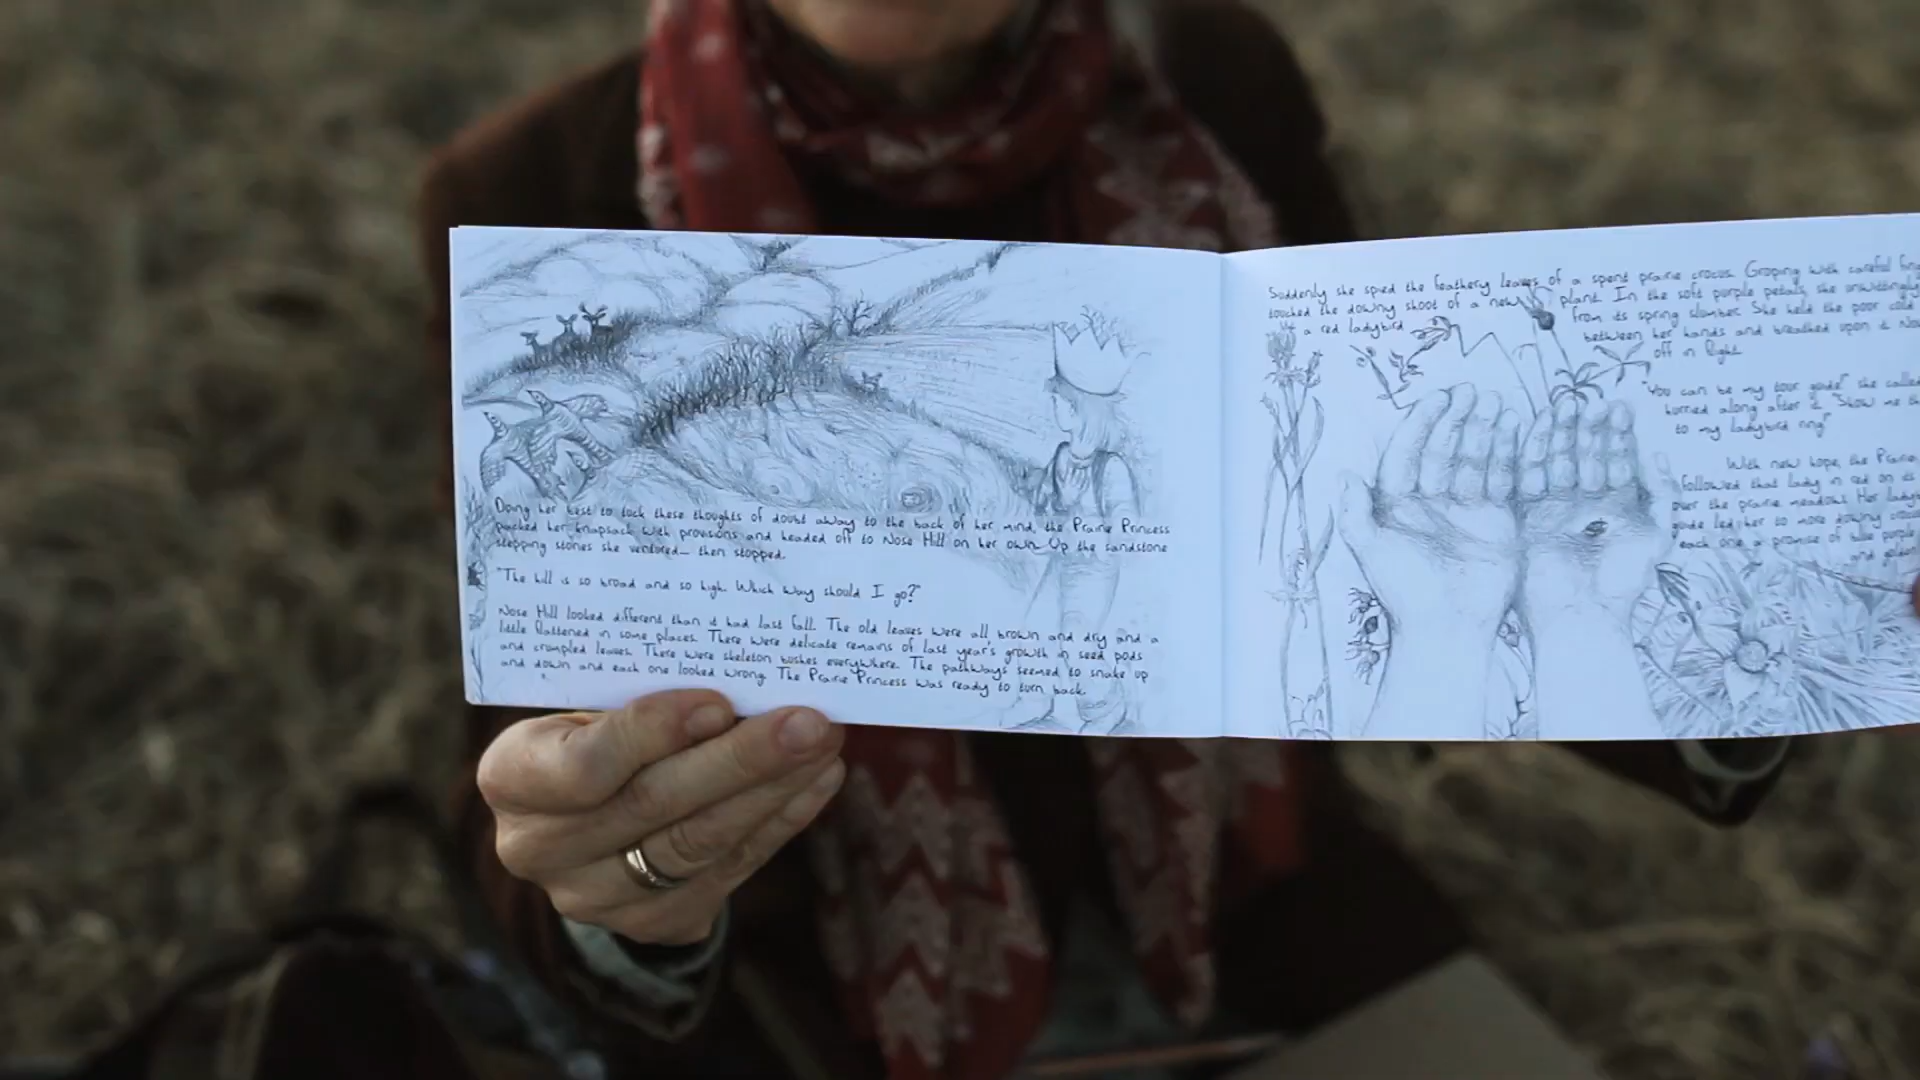 Doing her best to tuck these thoughts of doubt away to the back of her mind, the Prairie Princess
packed her knapsack with provisions and headed off to Nose Hill on her own. Up the sandstone
stepping stones she ventured... then stopped.
"The hill is so broad and so high. Which way should I go?"
Nose Hill looked different than it had last fall. The old leaves were all brown and dry and a
little flattened in some places. There were delicate remains of last year's growth in seed pods
and crumpled leaves. There were skeleton bushes everywhere. The pathways seemed to snake up
and down and each one looked wrong. The Prairie Princess was ready to turn back.
Suddenly she spied the feathery leaves of a spent prairie crocus. Groping with careful
touched the downy shoot of a new plant. In the soft purple petals she unwittingly
a red ladybird from its spring slumber. She held the poor cold
between her hands and breathed upon it. Now
off in flight.
"You can be my tour guide" she called
hurried along after it. "Show me
to my ladybird ring"
With new hope, the Prairie
followed that lady in red on its
over the prairie meadows. Her
guide led her to more downy
each one a promise of purple
and golden